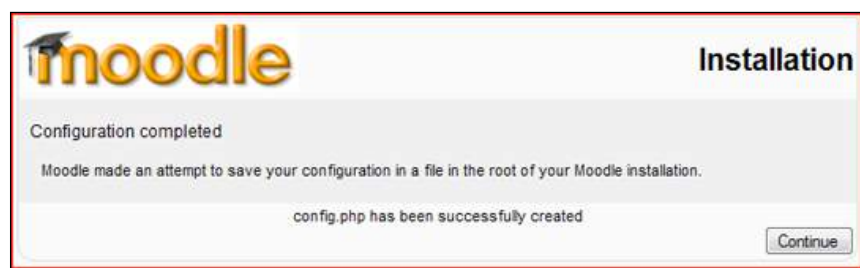 moodle
Installation
Configuration completed
Moodle made an attempt to save your configuration in a file in the root of your Moodle installation.
config.php has been successfully created
Continue